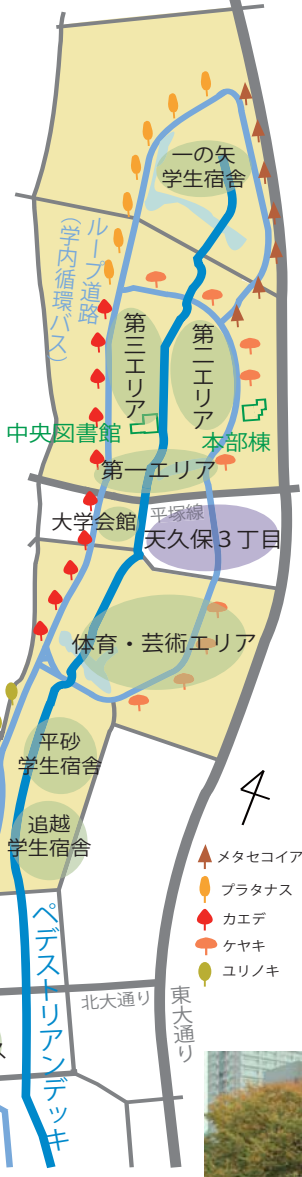 一の矢
学生宿舎
ループ道路
（学内循環バス）
第三エリア
第二エリア
中央図書館
本部棟
第一エリア
大学会館
平塚線
天久保３丁目
体育・芸術エリア
平砂
学生宿舎
追越
学生宿舎
メタセコイア
プラタナス
カエデ
ケヤキ
ユリノキ
ペデストリアンデッキ
北大通り
東大通り